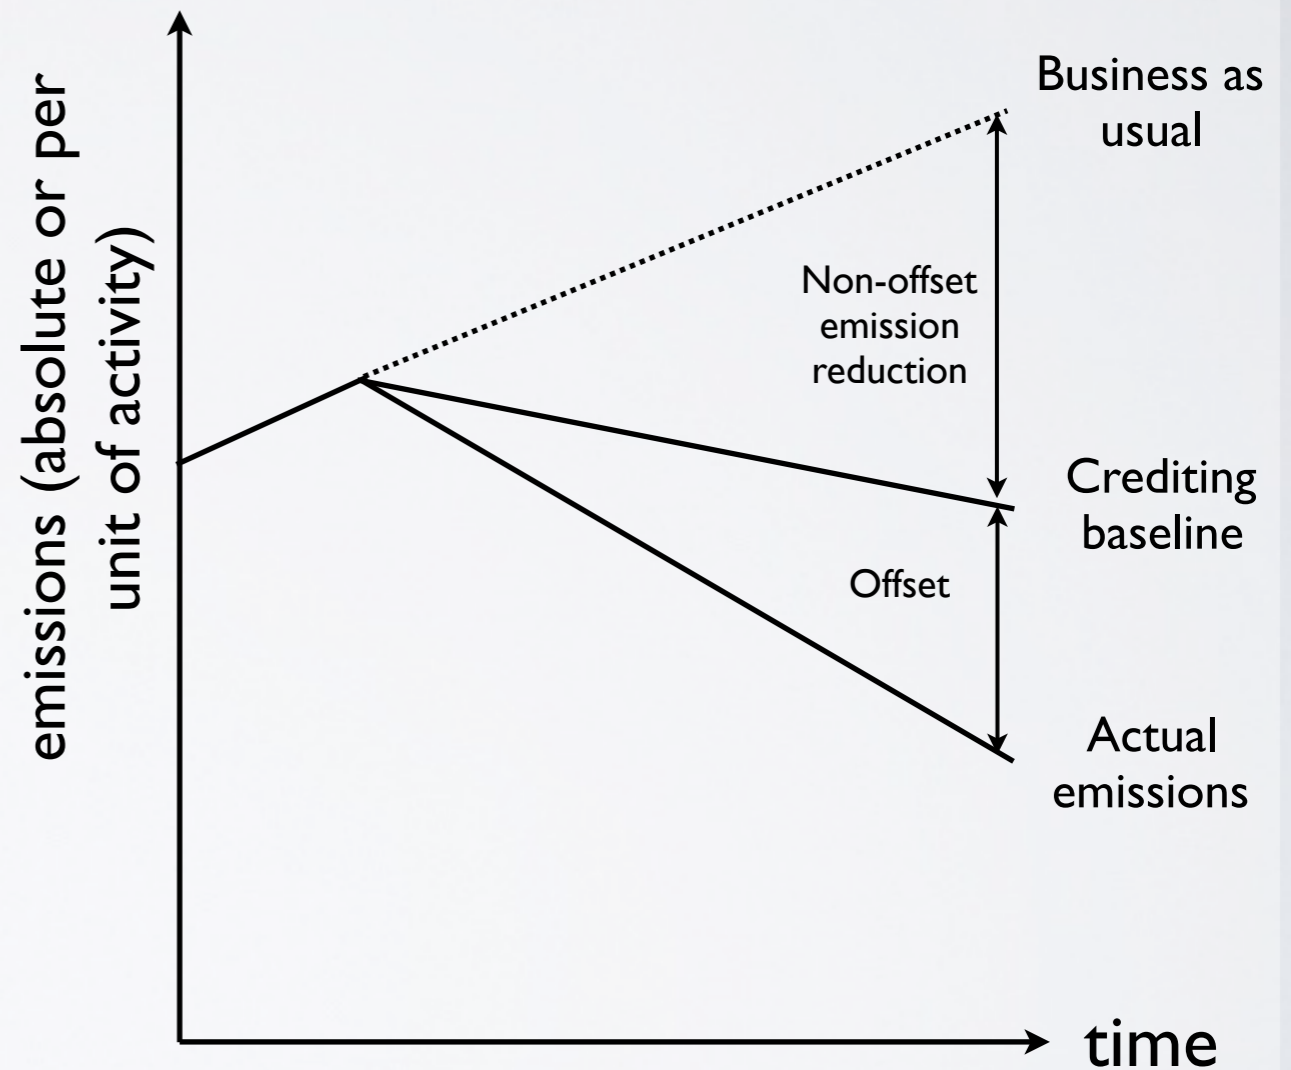 emissions (absolute or per
unit of activity)
Business as
usual
Non-offset
emission
reduction
Crediting
baseline
Offset
Actual
emissions
time